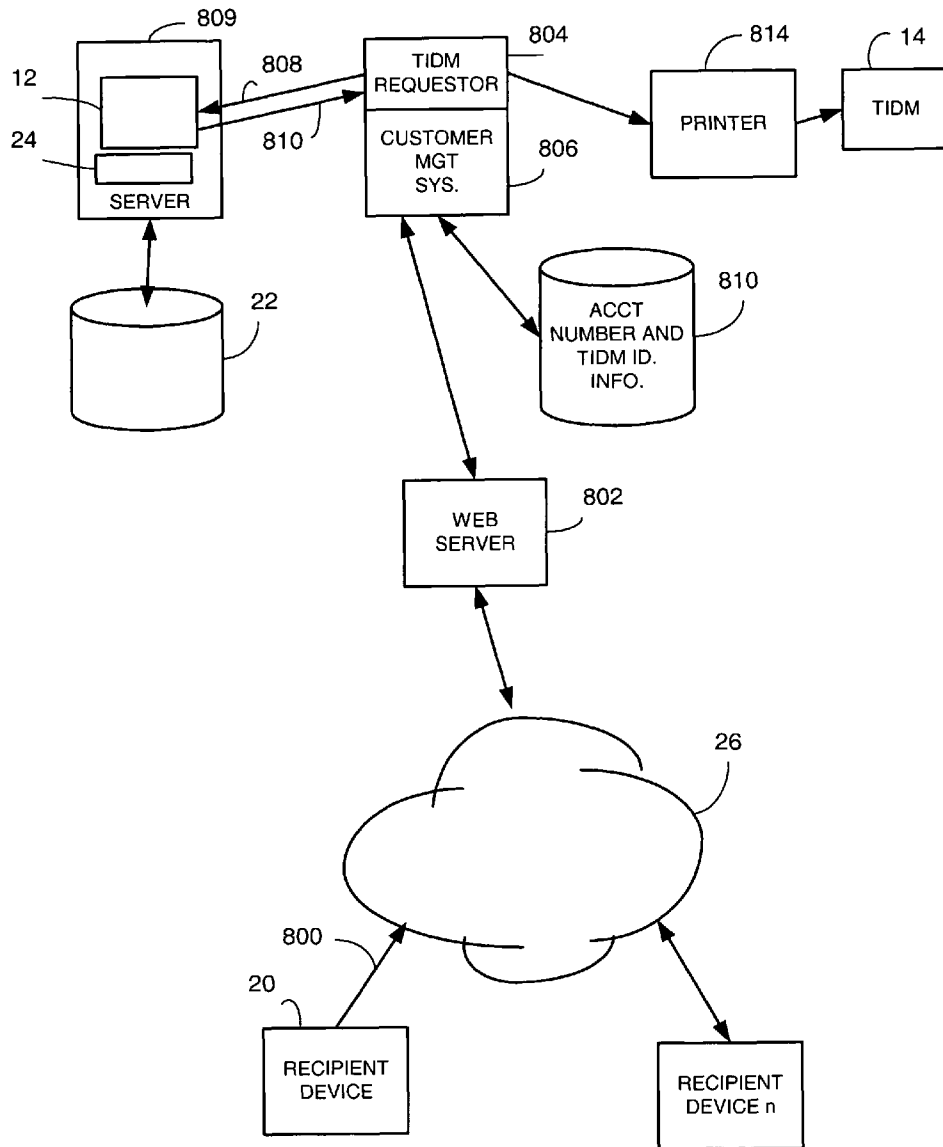 809
804
814
14
12
808
TIDM
REQUESTOR
PRINTER
TIDM
810
24
CUSTOMER
MGT
SYS.
806
SERVER
22
ACCT
NUMBER AND
TIDM ID.
INFO.
810
802
WEB
SERVER
26
800
20
RECIPIENT
DEVICE
RECIPIENT
DEVICE n